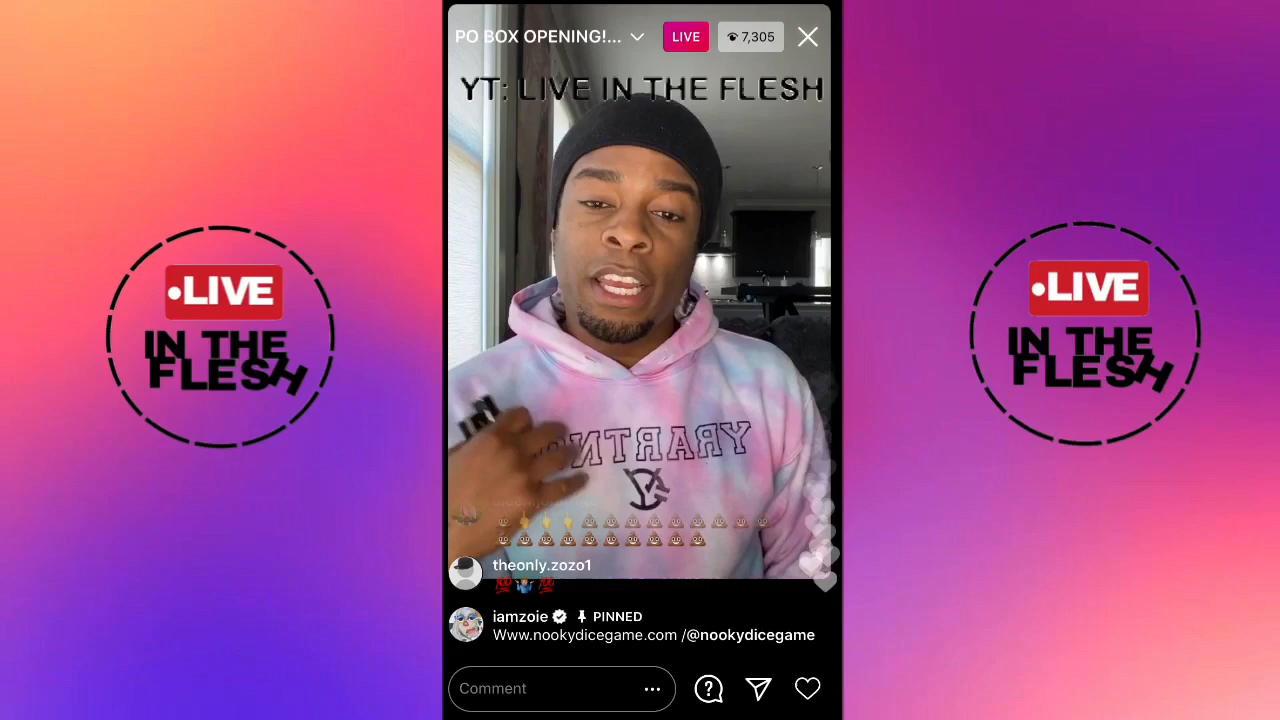 PO BOX OPENING!...
LIVE
7,305
YT: LIVE IN THE FLESH
LIVE
IN THE
FLESH
LIVE
IN THE
FLESH
theonly.zozo1
💯🤷🏽‍♂️💯
iamzoie PINNED
Www.nookydicegame.com /@nookydicegame
Comment